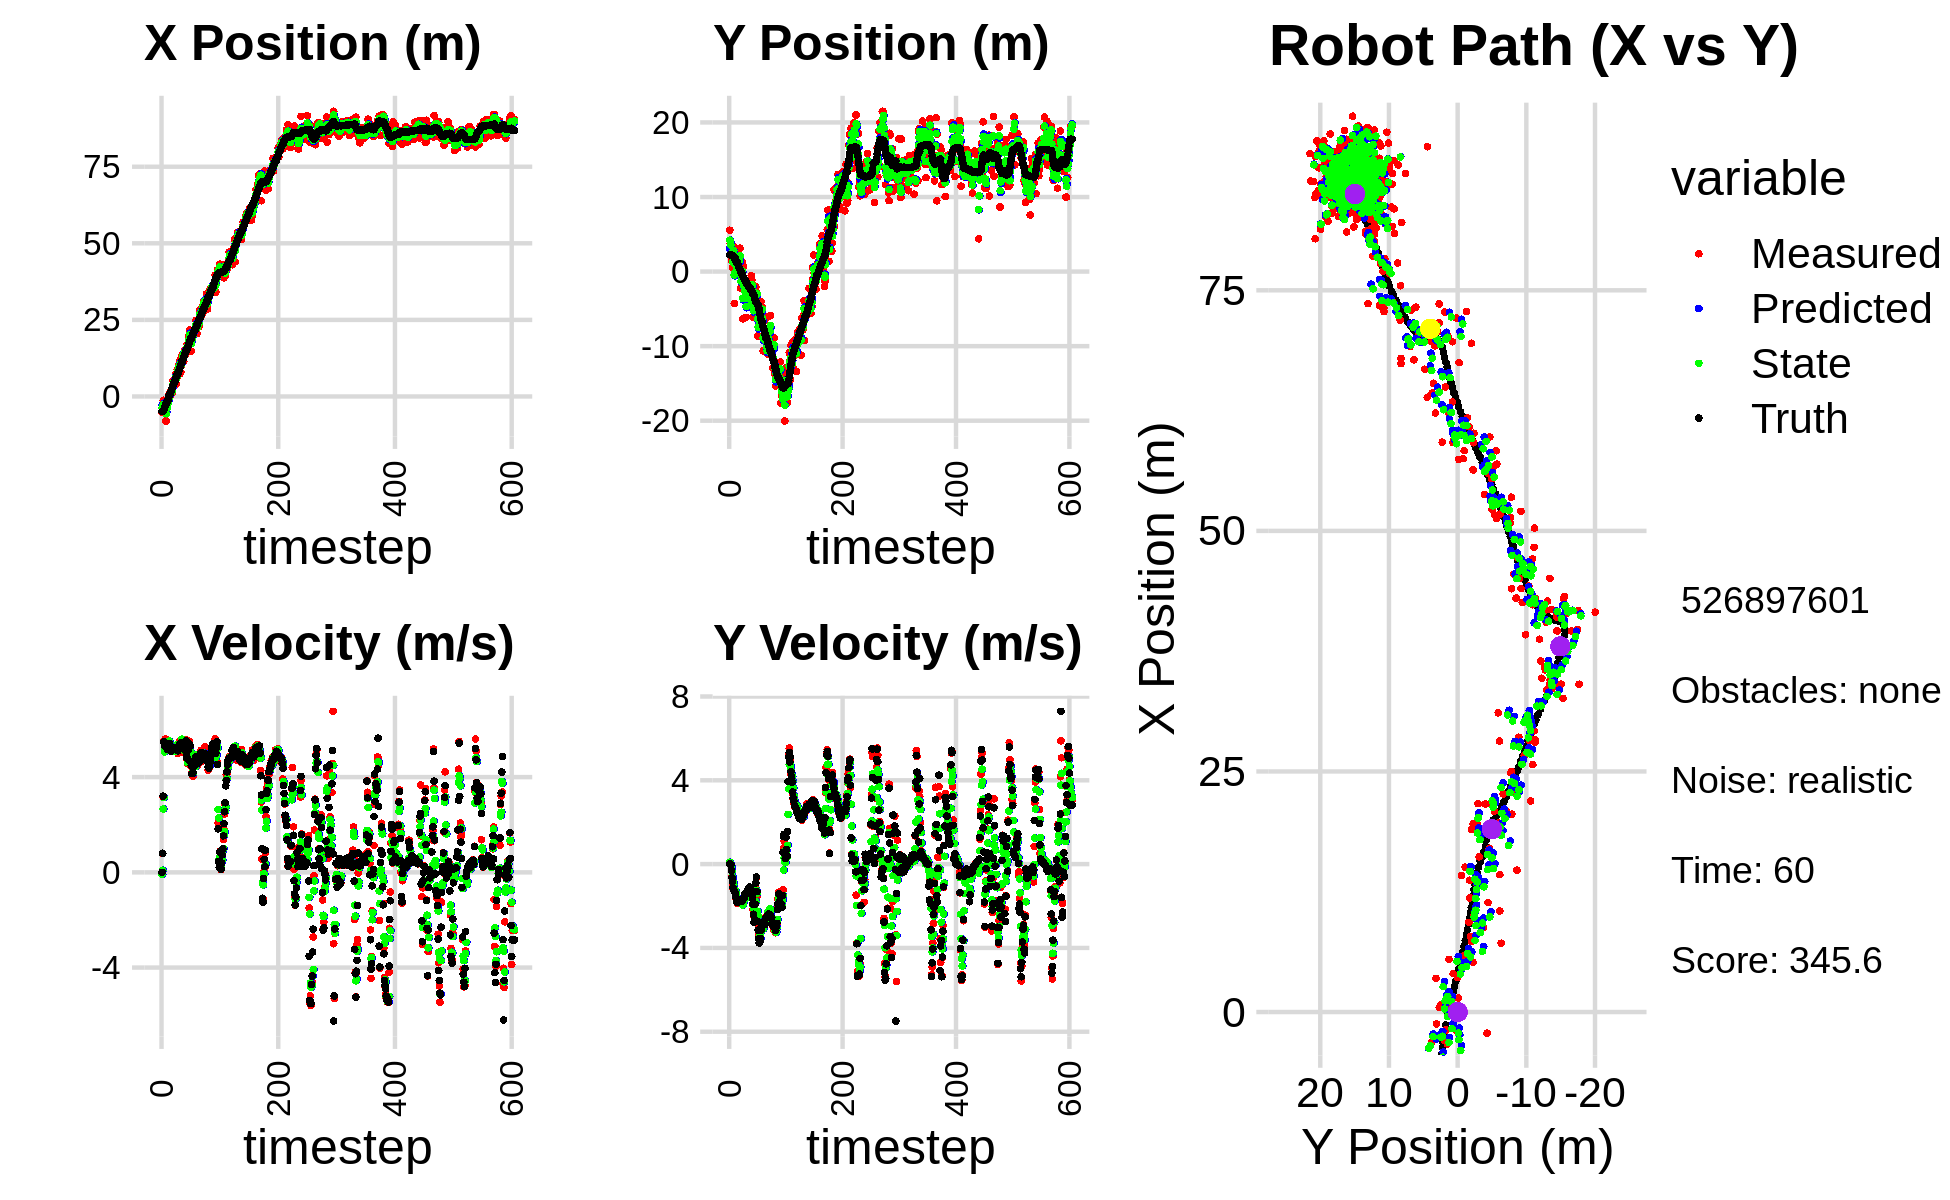 X Position (m)
75
50
25
0
0 200 400 600
timestep
Y Position (m)
20
10
0
-10
-20
0 200 400 600
timestep
X Velocity (m/s)
4
0
-4
0 200 400 600
timestep
Y Velocity (m/s)
8
4
0
-4
-8
0 200 400 600
timestep
Robot Path (X vs Y)
X Position (m)
75
50
25
0
20 10 0 -10 -20
Y Position (m)
variable
Measured
Predicted
State
Truth
526897601
Obstacles: none
Noise: realistic
Time: 60
Score: 345.6